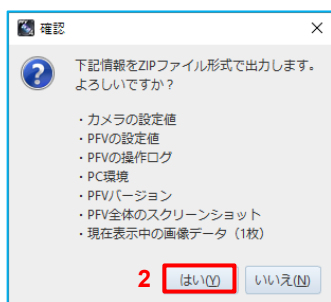 確認
下記情報をZIPファイル形式で出力します。
よろしいですか？
・カメラの設定値
・PFVの設定値
・PFVの操作ログ
・PC環境
・PFVバージョン
・PFV全体のスクリーンショット
・現在表示中の画像データ（1枚）
2 はい(Y) いいえ(N)